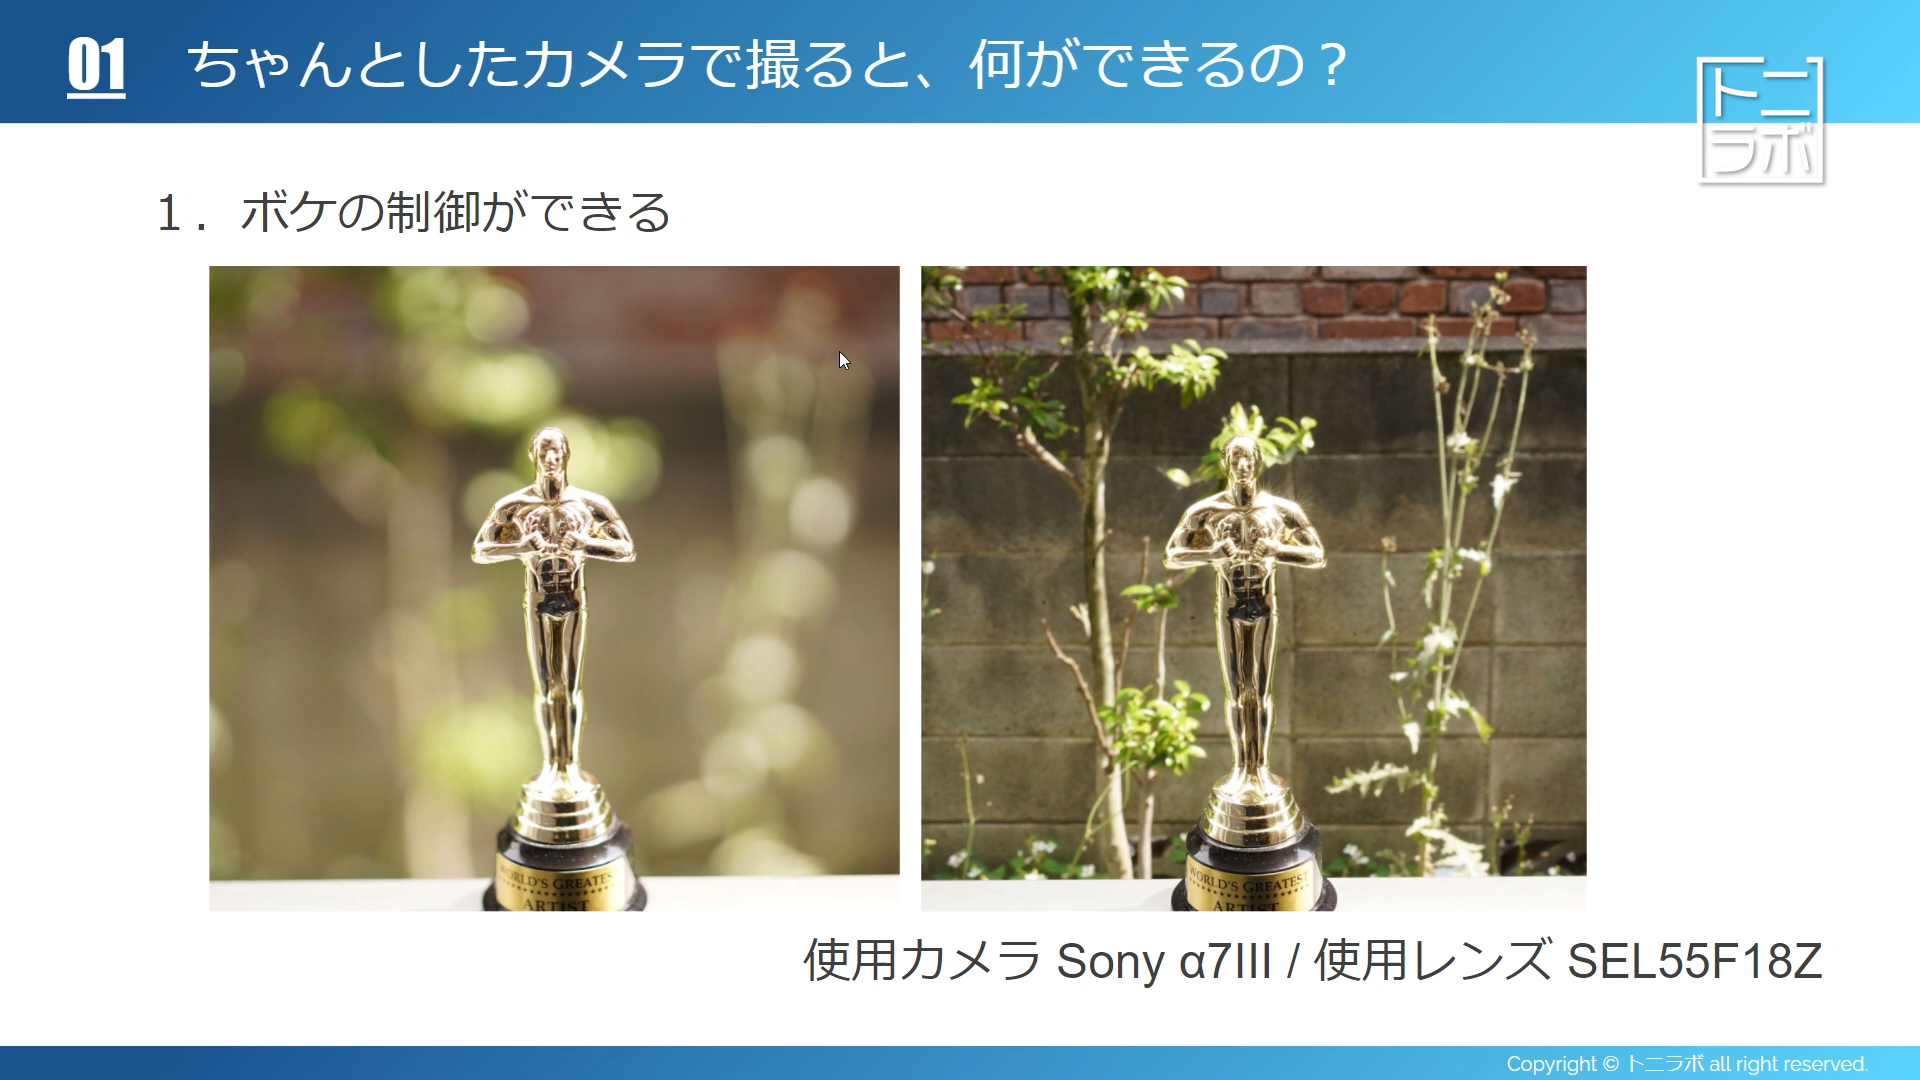 01 ちゃんとしたカメラで撮ると、何ができるの？
トニ
ラボ
１．ボケの制御ができる
WORLD'S GREATEST
ARTIST
WORLD'S GREATEST
ARTIST
使用カメラ Sony α7III / 使用レンズ SEL55F18Z
Copyright © トニラボ all right reserved.